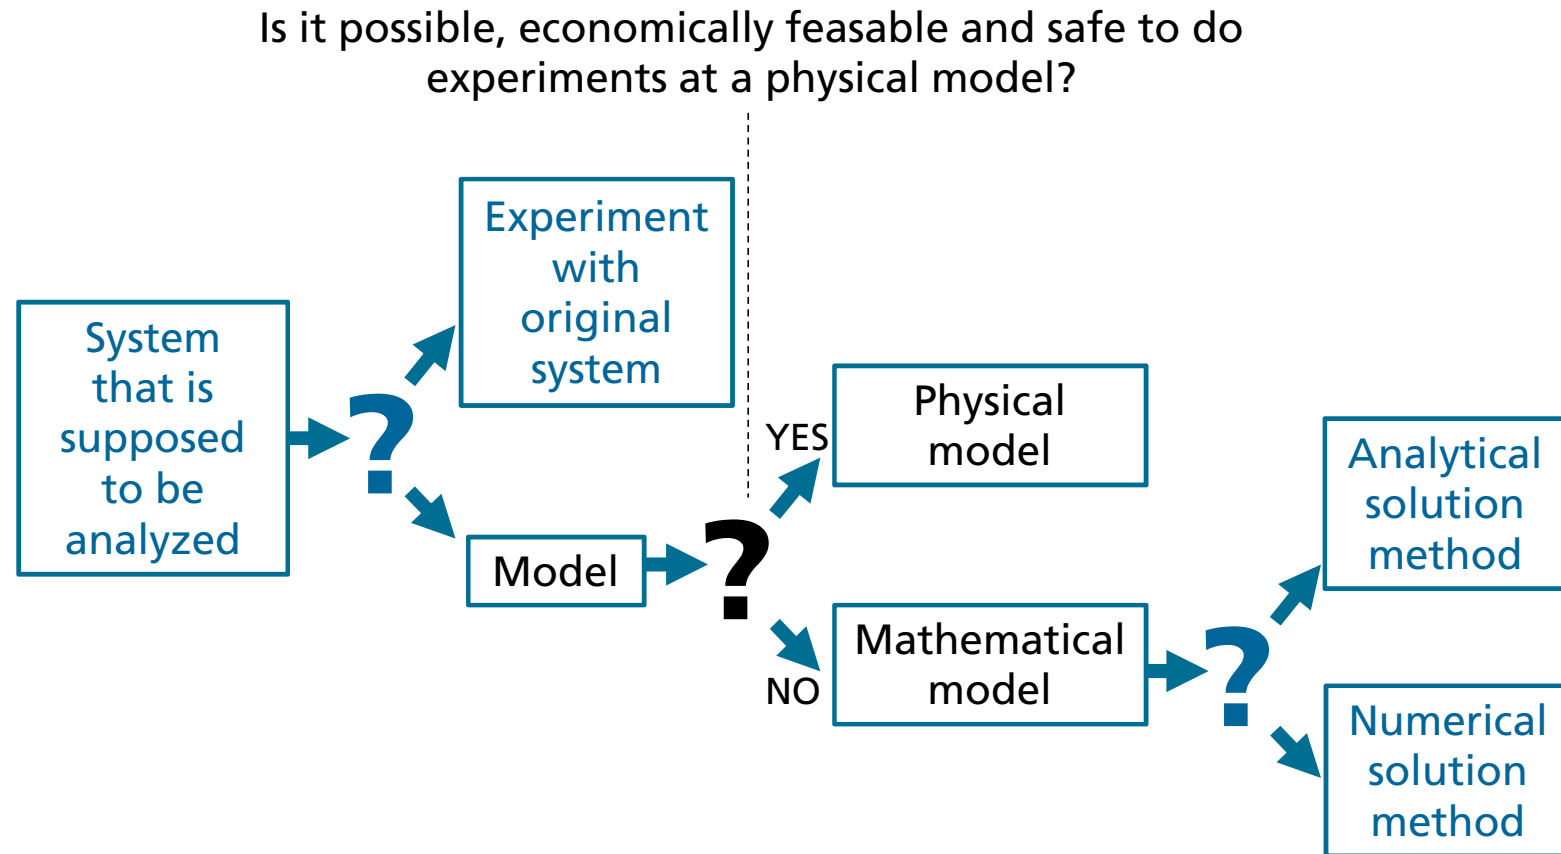 Is it possible, economically feasable and safe to do
experiments at a physical model?
System
that is
supposed
to be
analyzed
?
Experiment
with
original
system
Model
?
YES
Physical
model
NO
Mathematical
model
?
Analytical
solution
method
Numerical
solution
method